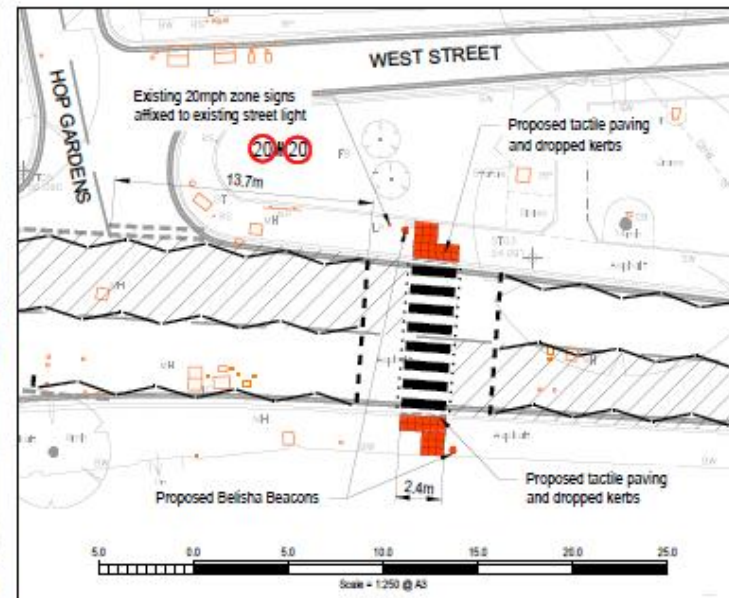 WEST STREET
HOP GARDENS
Existing 20mph zone signs
affixed to existing street light
20 20
Proposed tactile paving
and dropped kerbs
13.7m
Proposed tactile paving
and dropped kerbs
Proposed Belisha Beacons
2.4m
5.0 0.0 5.0 10.0 15.0 20.0 25.0
Scale = 1:250 @ A3